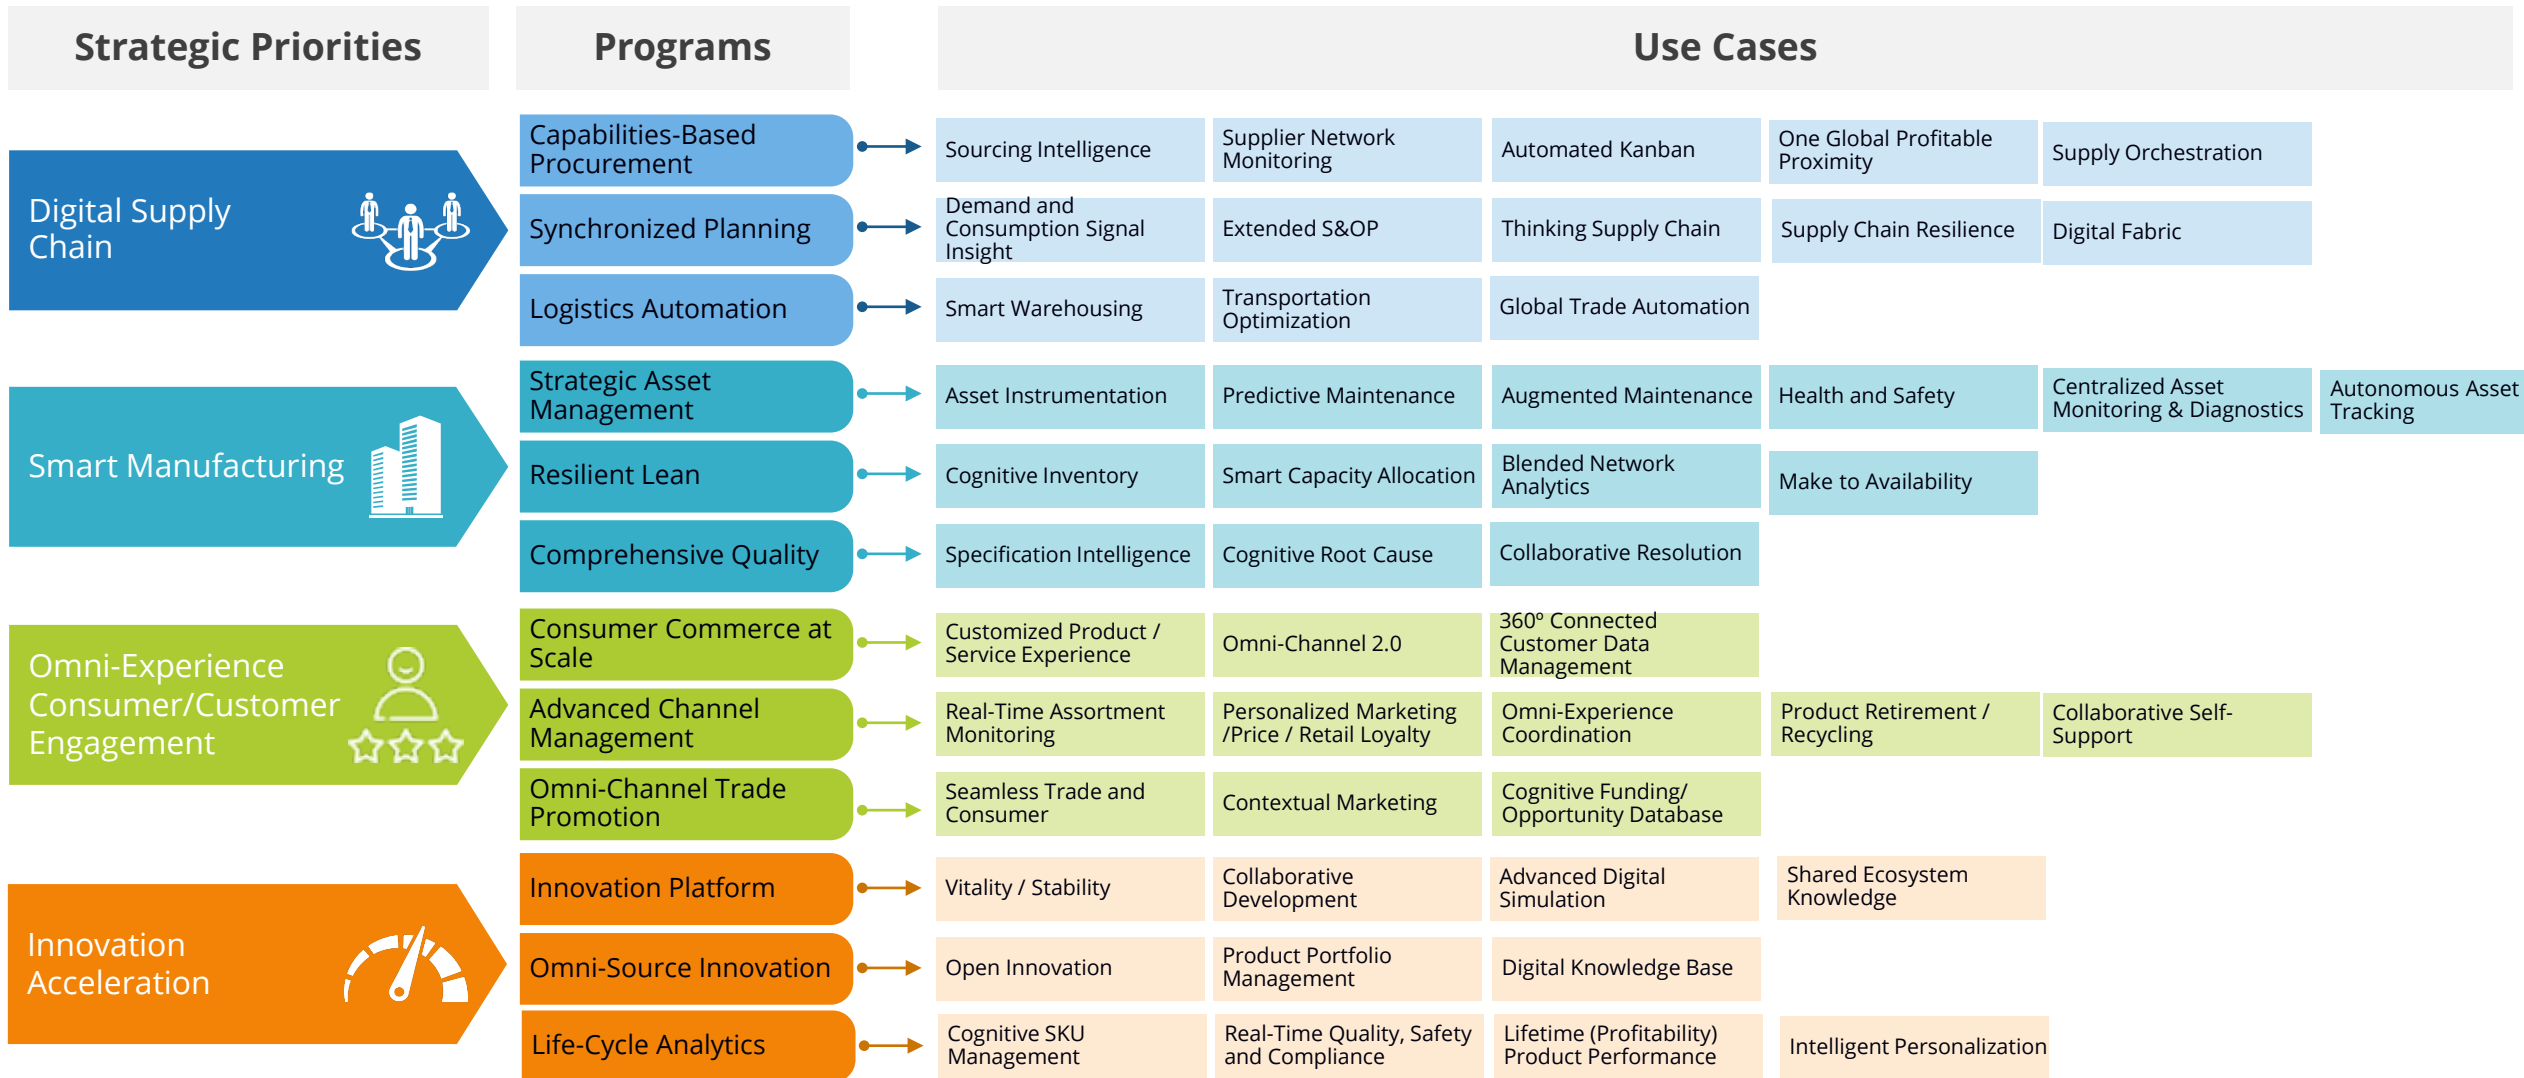 Strategic Priorities
Programs
Use Cases
Digital Supply
Chain
Capabilities-Based
Procurement
Sourcing Intelligence
Supplier Network
Monitoring
Automated Kanban
One Global Profitable
Proximity
Supply Orchestration
Synchronized Planning
Demand and
Consumption Signal
Insight
Extended S&OP
Thinking Supply Chain
Supply Chain Resilience
Digital Fabric
Logistics Automation
Smart Warehousing
Transportation
Optimization
Global Trade Automation
Smart Manufacturing
Strategic Asset
Management
Asset Instrumentation
Predictive Maintenance
Augmented Maintenance
Health and Safety
Centralized Asset
Monitoring & Diagnostics
Autonomous Asset
Tracking
Resilient Lean
Cognitive Inventory
Smart Capacity Allocation
Blended Network
Analytics
Make to Availability
Comprehensive Quality
Specification Intelligence
Cognitive Root Cause
Collaborative Resolution
Omni-Experience
Consumer/Customer
Engagement
Consumer Commerce at
Scale
Customized Product /
Service Experience
Omni-Channel 2.0
360º Connected
Customer Data
Management
Advanced Channel
Management
Real-Time Assortment
Monitoring
Personalized Marketing
/Price / Retail Loyalty
Omni-Experience
Coordination
Product Retirement /
Recycling
Collaborative Self-
Support
Omni-Channel Trade
Promotion
Seamless Trade and
Consumer
Contextual Marketing
Cognitive Funding/
Opportunity Database
Innovation
Acceleration
Innovation Platform
Vitality / Stability
Collaborative
Development
Advanced Digital
Simulation
Shared Ecosystem
Knowledge
Omni-Source Innovation
Open Innovation
Product Portfolio
Management
Digital Knowledge Base
Life-Cycle Analytics
Cognitive SKU
Management
Real-Time Quality, Safety
and Compliance
Lifetime (Profitability)
Product Performance
Intelligent Personalization